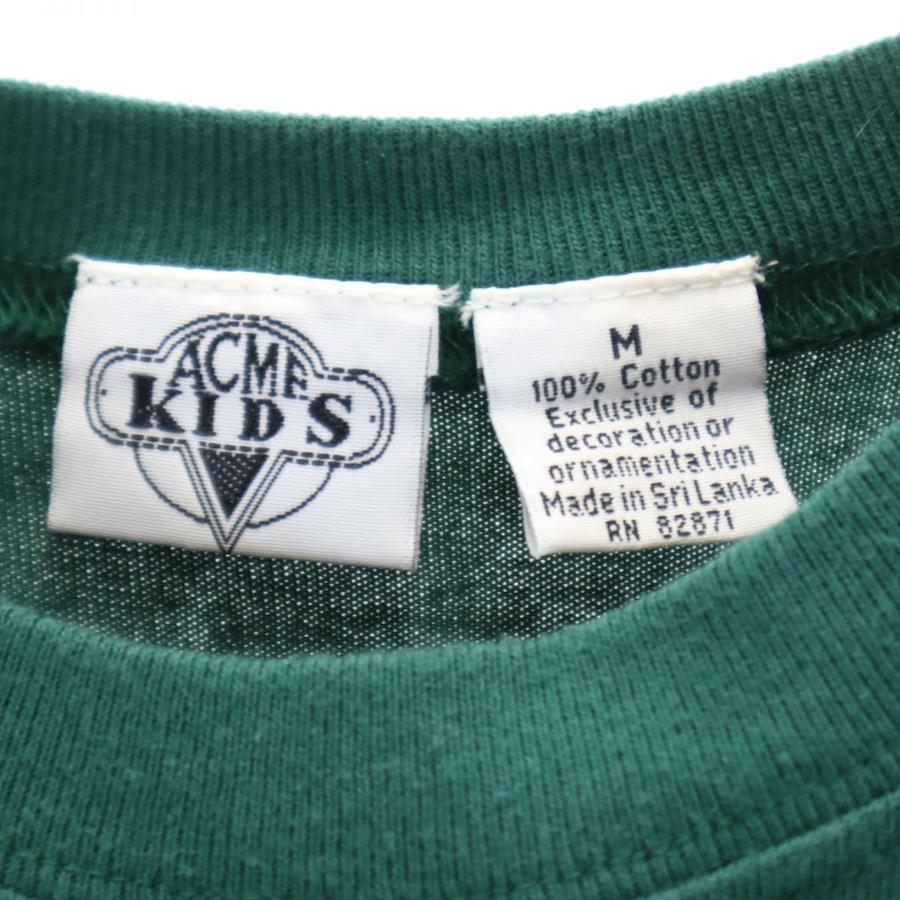 ACME
KIDS
M
100% Cotton
Exclusive of
decoration or
ornamentation
Made in Sri Lanka
RN 82871